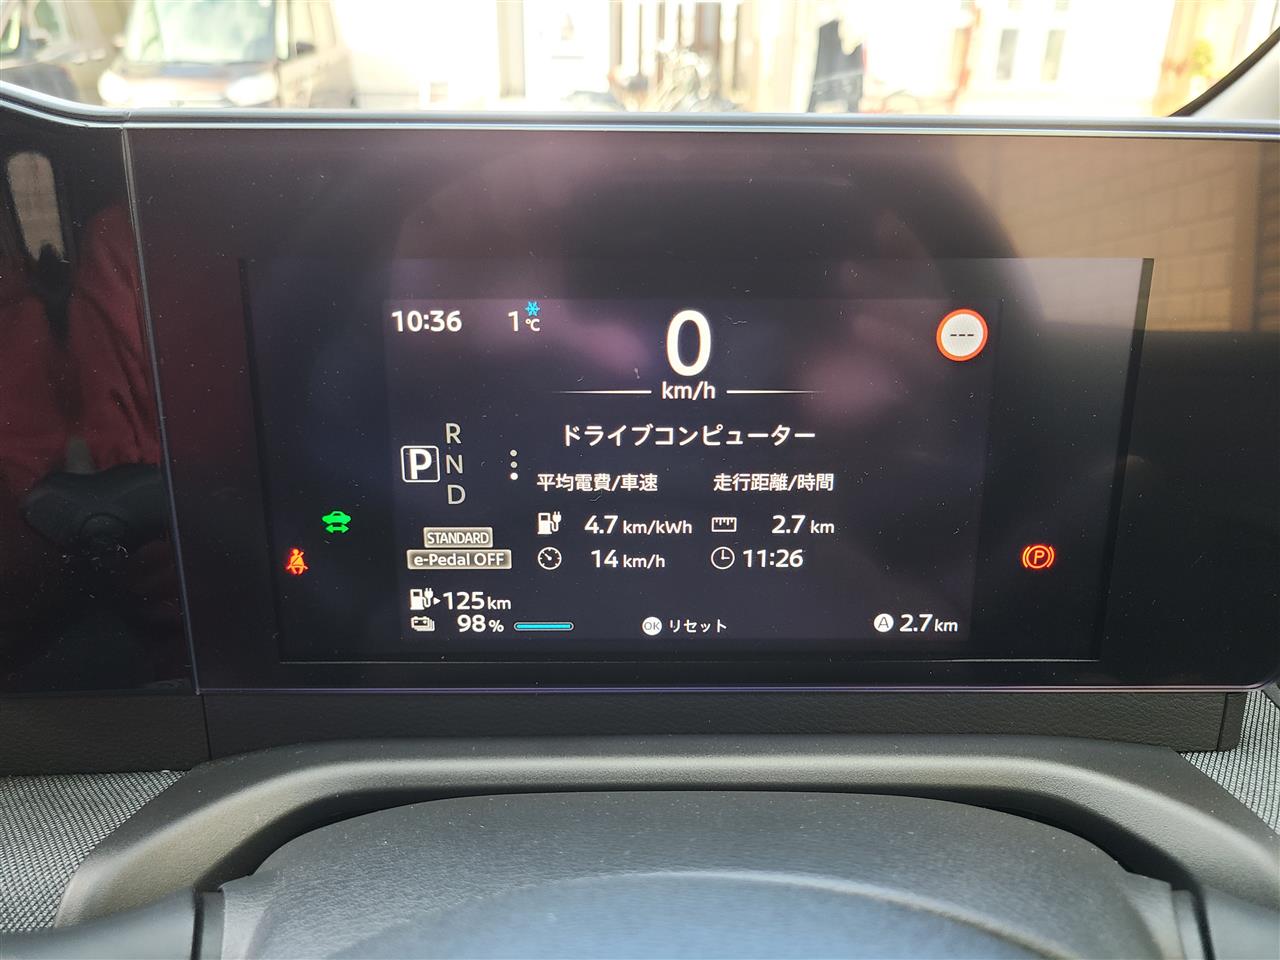 10:36 1℃ 0 ---
km/h
ドライブコンピューター
R
P N
D
平均電費/車速 走行距離/時間
4.7 km/kWh 2.7 km
STANDARD
e-Pedal OFF 14 km/h 11:26
125 km
98 % OK リセット A 2.7 km
P